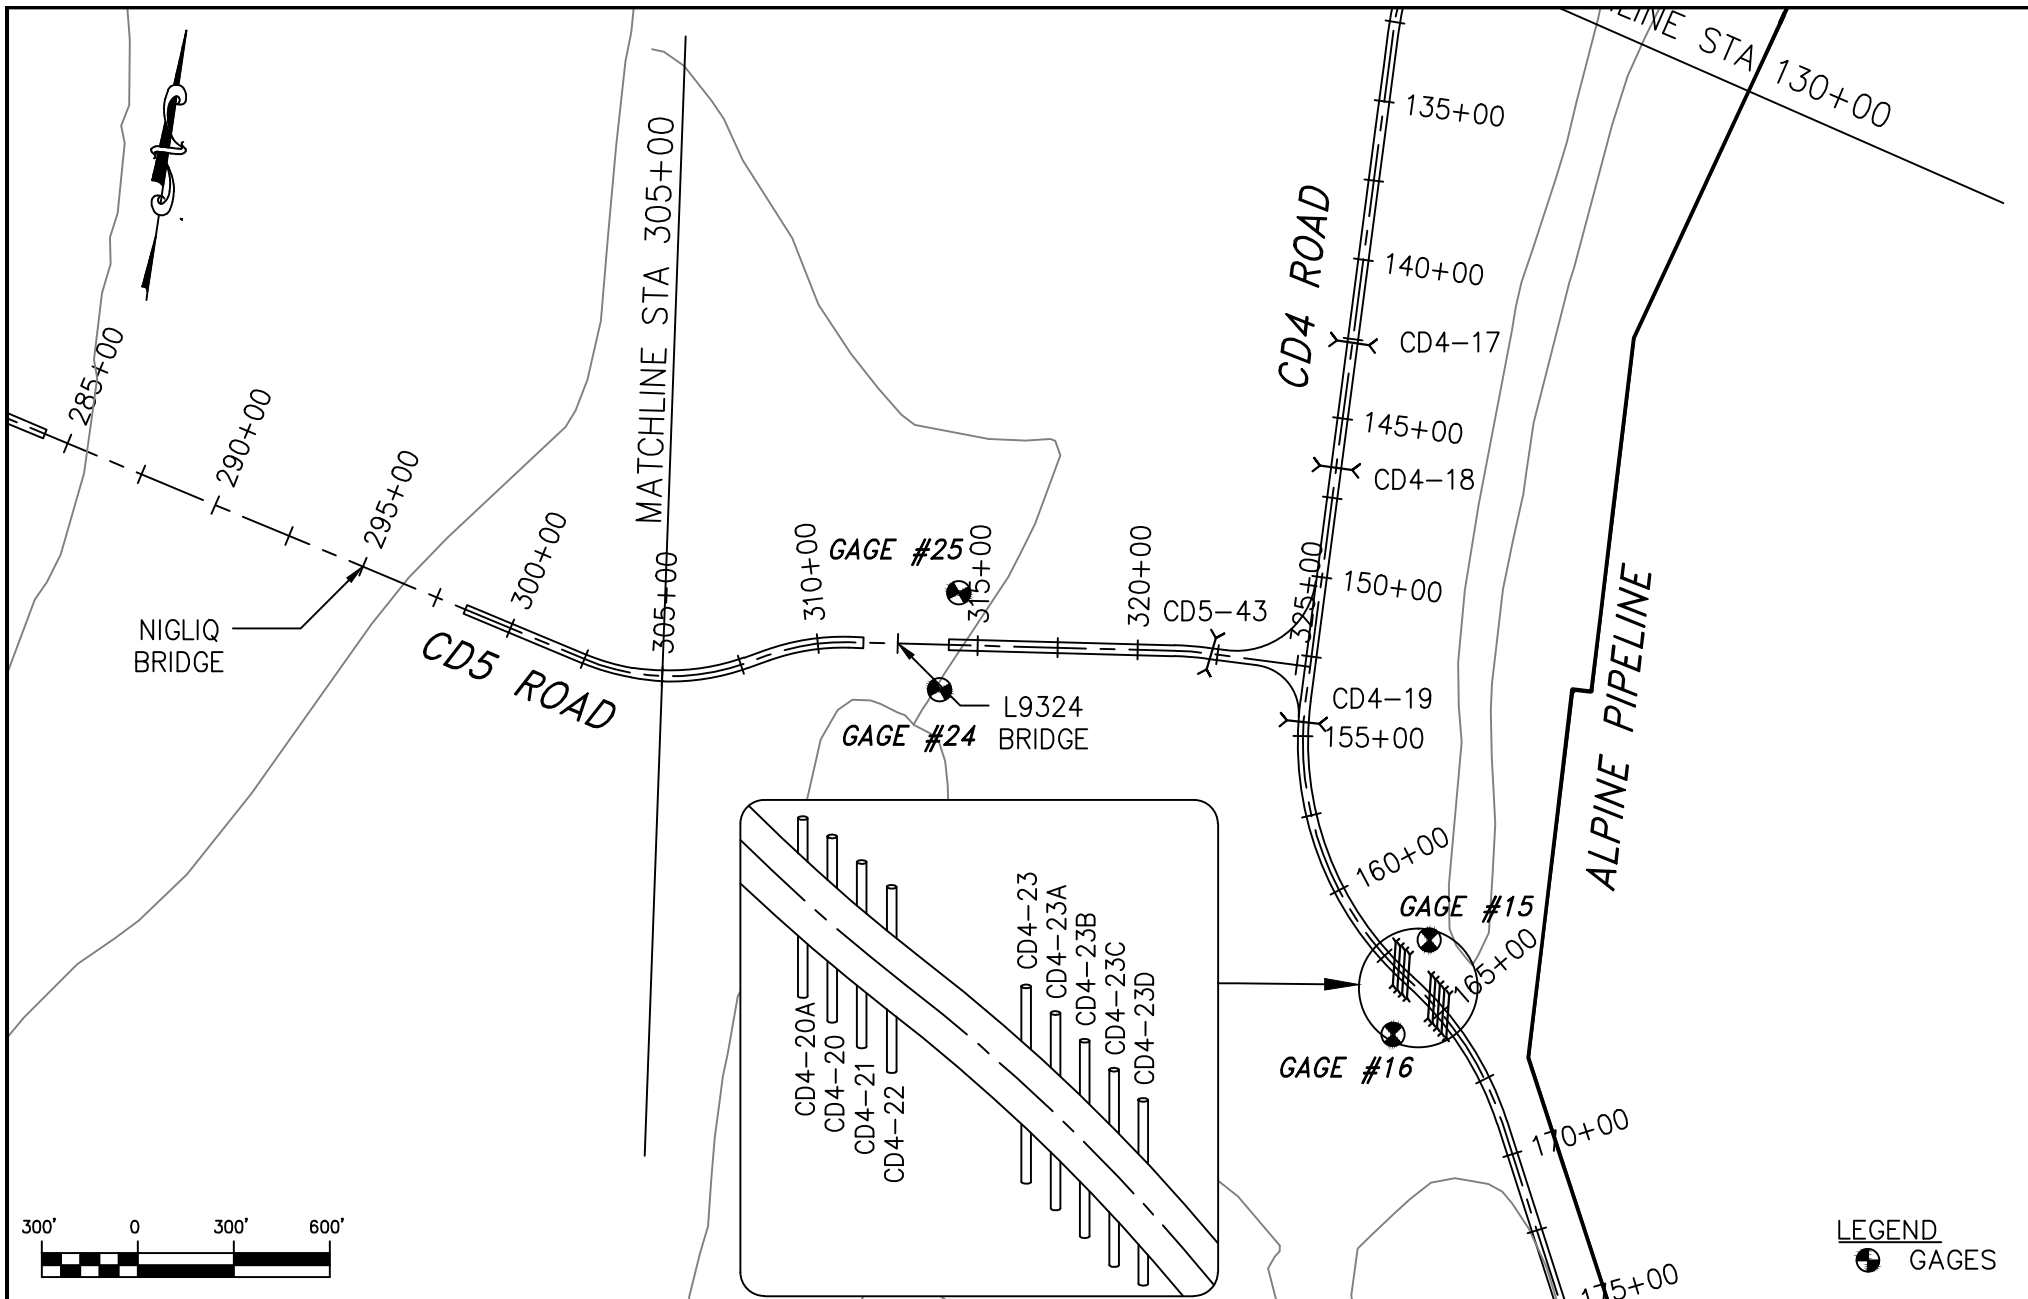 STA 130+00
135+00
CD4 ROAD
140+00
CD4-17
MATCHLINE STA 305+00
285+00
290+00
145+00
CD4-18
295+00
300+00
305+00
310+00
GAGE #25
315+00
320+00
CD5-43
325+00
150+00
ALPINE PIPELINE
NIGLIQ
BRIDGE
CD5 ROAD
GAGE #24
L9324
BRIDGE
CD4-19
155+00
160+00
GAGE #15
165+00
GAGE #16
CD4-20A
CD4-20
CD4-21
CD4-22
CD4-23
CD4-23A
CD4-23B
CD4-23C
CD4-23D
170+00
175+00
300' 0 300' 600'
LEGEND
GAGES